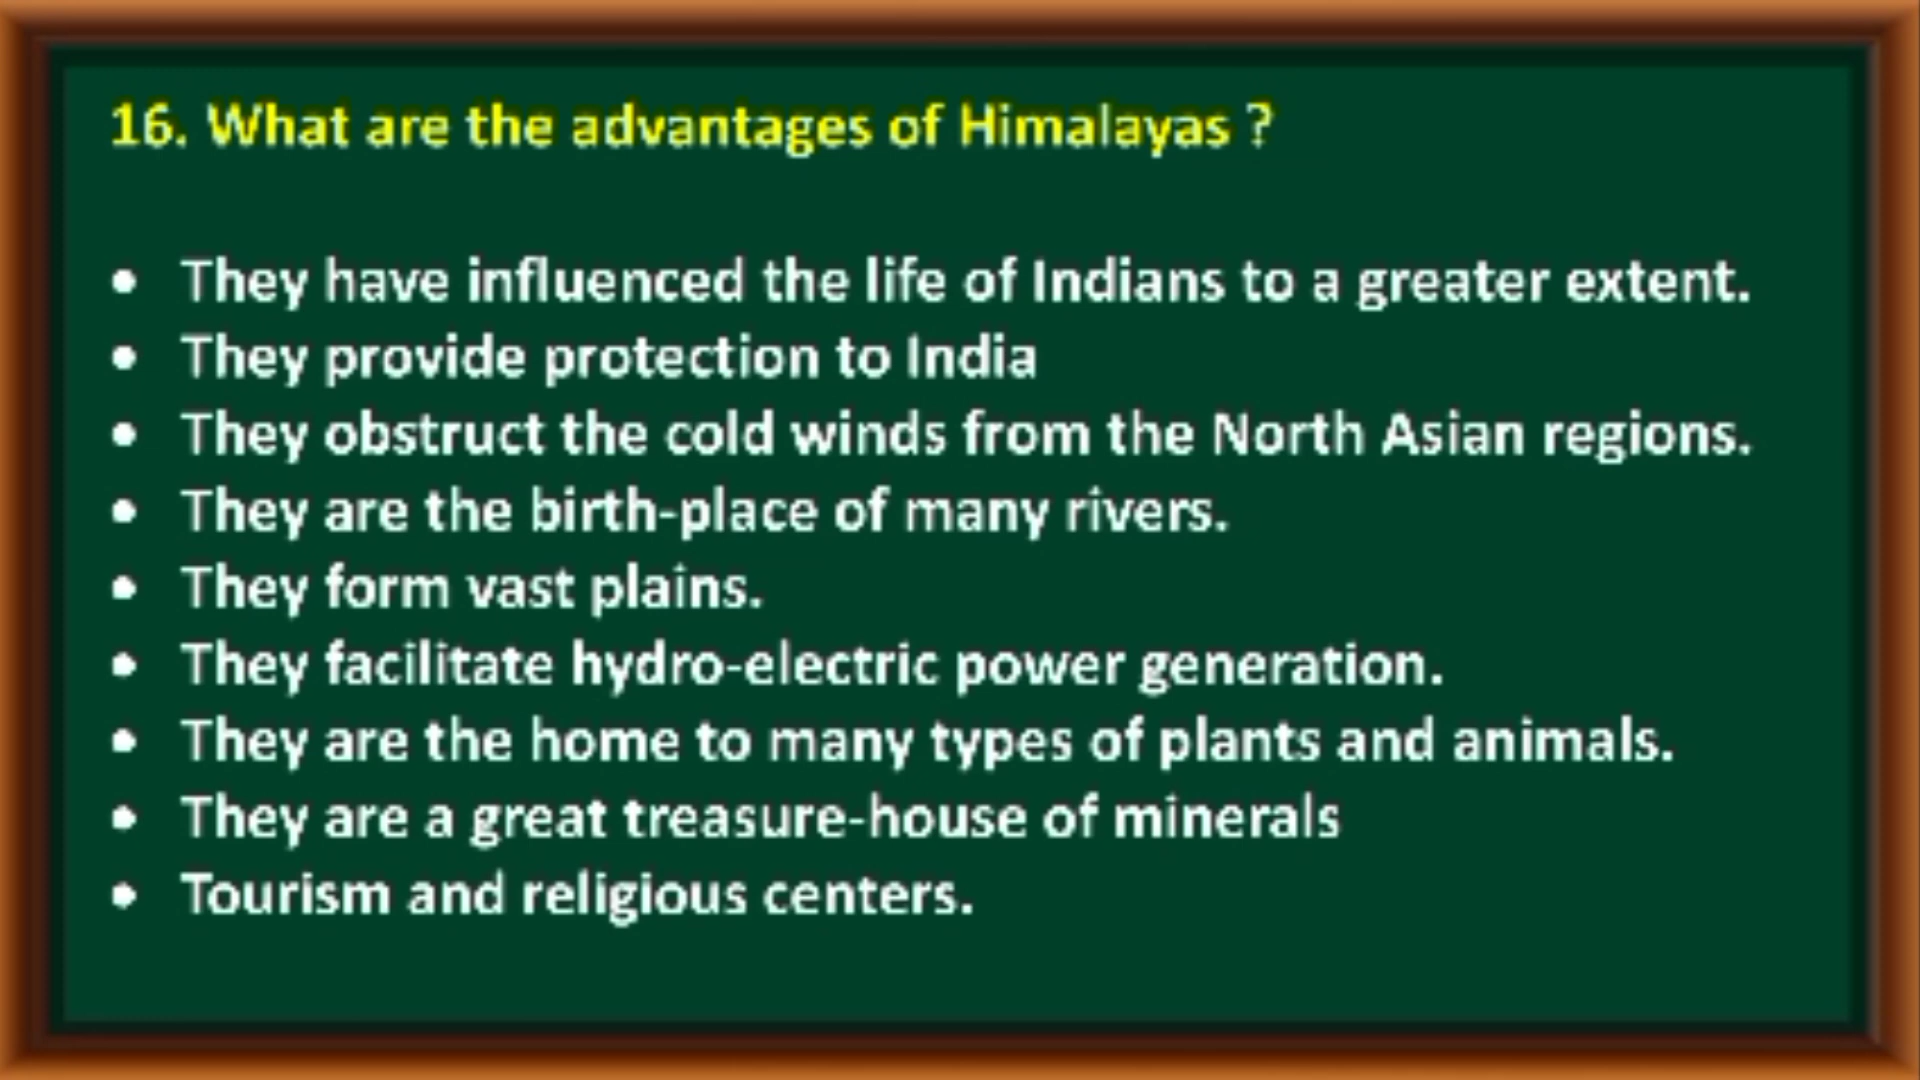 16. What are the advantages of Himalayas ?
• They have influenced the life of Indians to a greater extent.
• They provide protection to India
• They obstruct the cold winds from the North Asian regions.
• They are the birth-place of many rivers.
• They form vast plains.
• They facilitate hydro-electric power generation.
• They are the home to many types of plants and animals.
• They are a great treasure-house of minerals
• Tourism and religious centers.